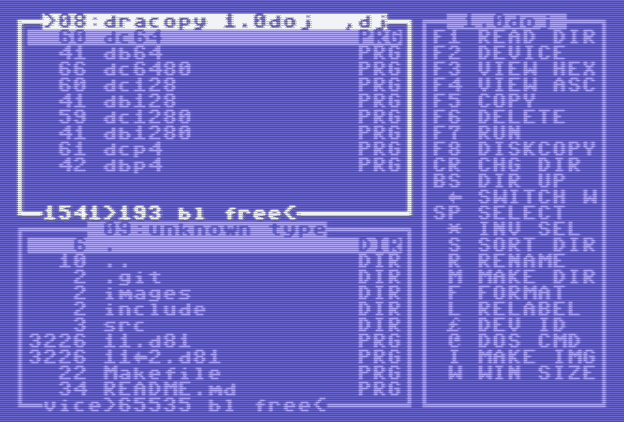 >08:dracopy 1.0doj  ,dj
60 dc64 PRG
41 db64 PRG
66 dc6480 PRG
60 dc128 PRG
41 db128 PRG
59 dc1280 PRG
41 db1280 PRG
61 dcp4 PRG
42 dbp4 PRG
1541>193 bl free<
09:unknown type
6 . DIR
10 .. DIR
2 .git DIR
2 images DIR
2 include DIR
3 src DIR
3226 11.d81 PRG
3226 11←2.d81 PRG
22 Makefile PRG
34 README.md PRG
vice>65535 bl free<
1.0doj
F1 READ DIR
F2 DEVICE
F3 VIEW HEX
F4 VIEW ASC
F5 COPY
F6 DELETE
F7 RUN
F8 DISKCOPY
CR CHG DIR
BS DIR UP
← SWITCH W
SP SELECT
* INV SEL
S SORT DIR
R RENAME
M MAKE DIR
F FORMAT
L RELABEL
£ DEV ID
@ DOS CMD
I MAKE IMG
W WIN SIZE